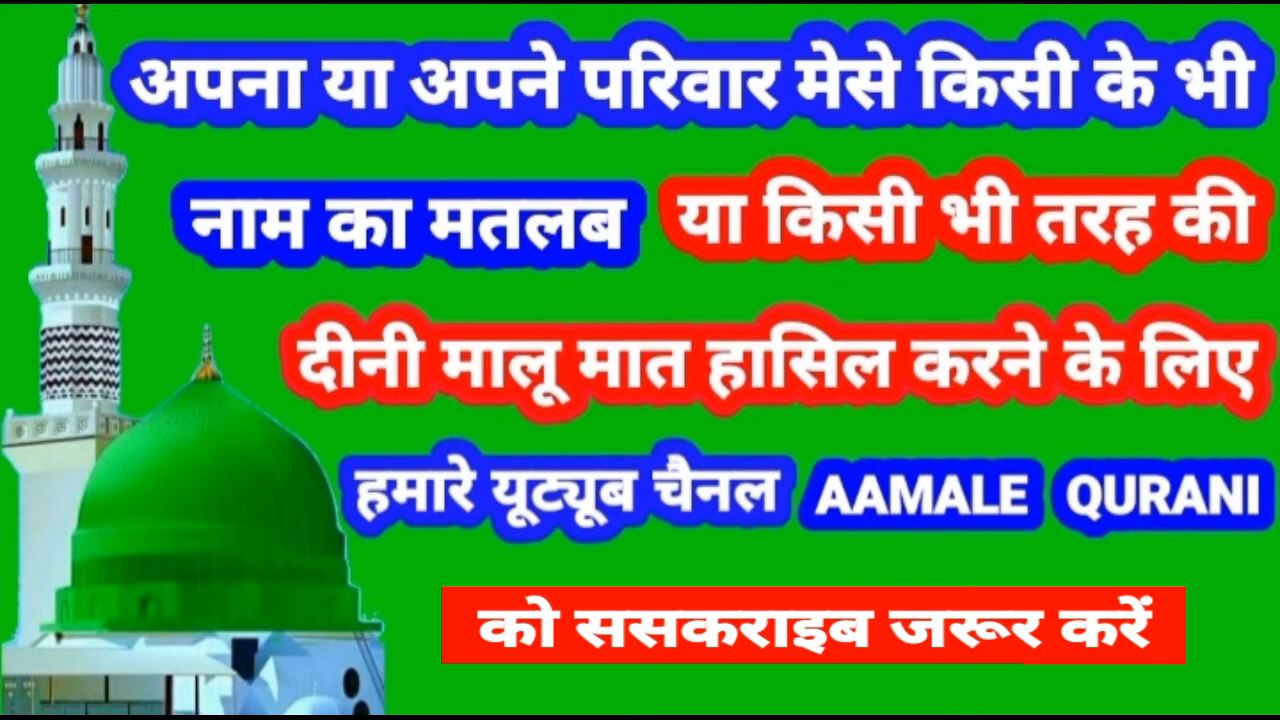 अपना या अपने परिवार मेसे किसी के भी
नाम का मतलब या किसी भी तरह की
दीनी मालू मात हासिल करने के लिए
हमारे यूट्यूब चैनल AAMALE QURANI
को ससकराइब जरूर करें